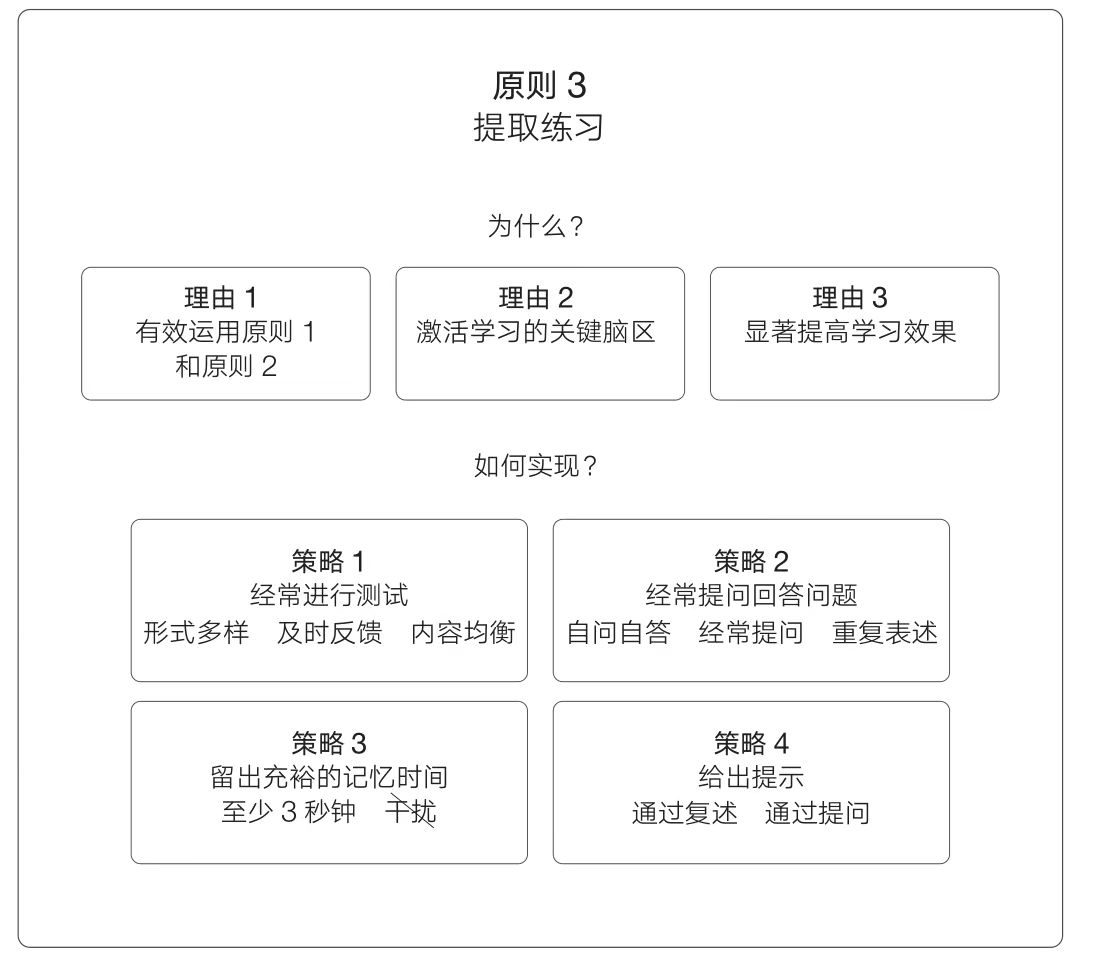 原则 3
提取练习
为什么?
理由 1
有效运用原则 1
和原则 2
理由 2
激活学习的关键脑区
理由 3
显著提高学习效果
如何实现?
策略 1
经常进行测试
形式多样 及时反馈 内容均衡
策略 2
经常提问回答问题
自问自答 经常提问 重复表述
策略 3
留出充裕的记忆时间
至少 3 秒钟 干扰
策略 4
给出提示
通过复述 通过提问